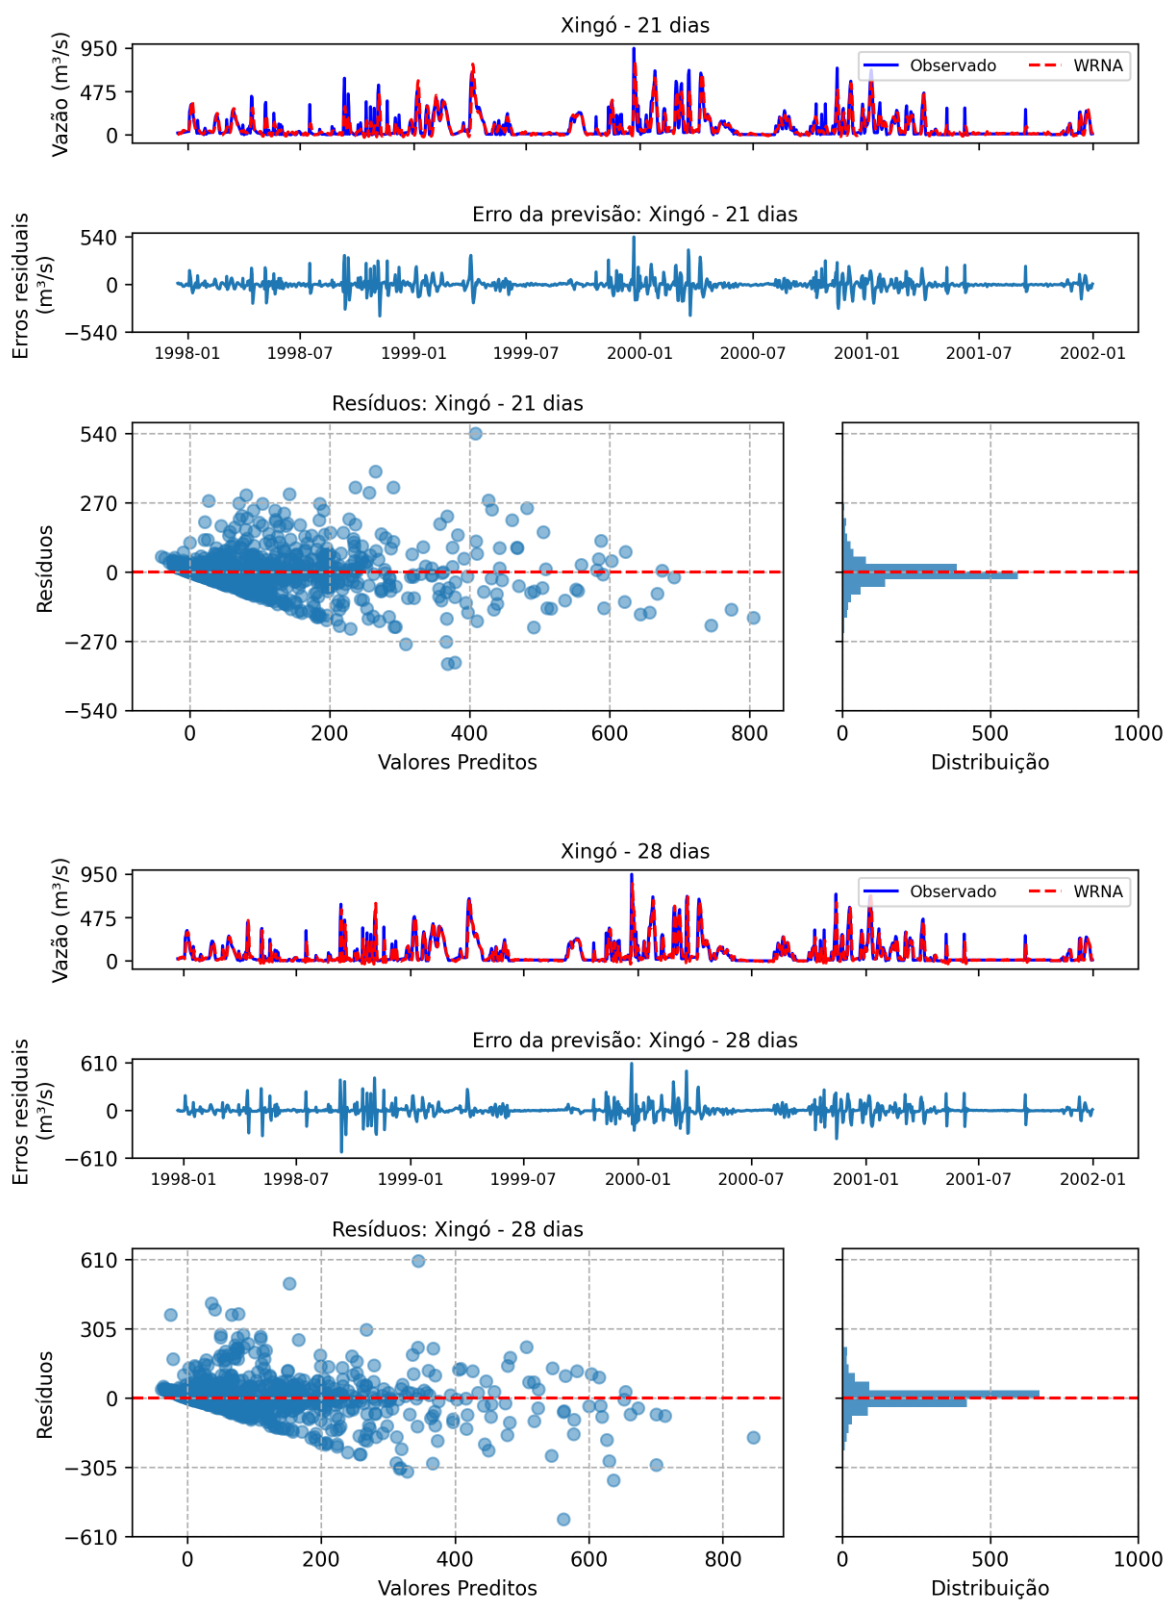 Xingó - 21 dias
Vazão (m³/s)
950
475
0
Observado WRNA
Erro da previsão: Xingó - 21 dias
Erros residuais
(m³/s)
540
0
−540
1998-01 1998-07 1999-01 1999-07 2000-01 2000-07 2001-01 2001-07 2002-01
Resíduos: Xingó - 21 dias
Resíduos
540
270
0
−270
−540
0 200 400 600 800
Valores Preditos
0 500 1000
Distribuição
Xingó - 28 dias
Vazão (m³/s)
950
475
0
Observado WRNA
Erro da previsão: Xingó - 28 dias
Erros residuais
(m³/s)
610
0
−610
1998-01 1998-07 1999-01 1999-07 2000-01 2000-07 2001-01 2001-07 2002-01
Resíduos: Xingó - 28 dias
Resíduos
610
305
0
−305
−610
0 200 400 600 800
Valores Preditos
0 500 1000
Distribuição